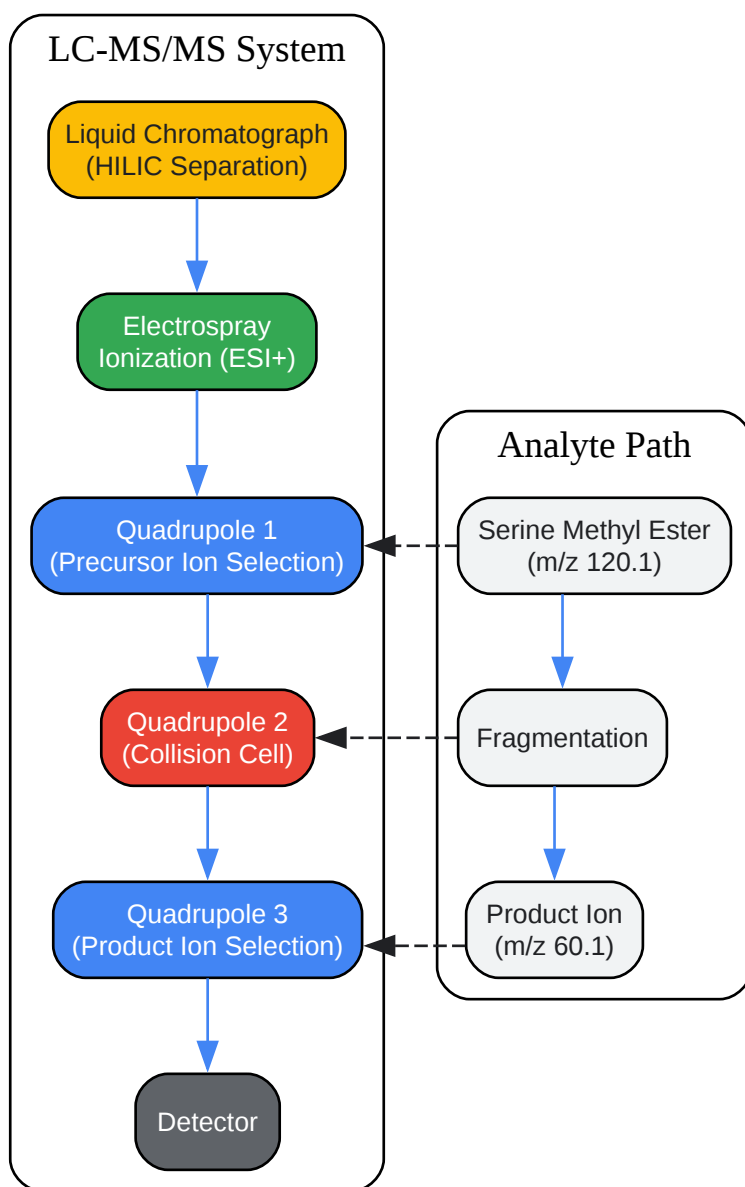 LC-MS/MS System
Liquid Chromatograph
(HILIC Separation)
Electrospray
Ionization (ESI+)
Quadrupole 1
(Precursor Ion Selection)
Quadrupole 2
(Collision Cell)
Quadrupole 3
(Product Ion Selection)
Detector
Analyte Path
Serine Methyl Ester
(m/z 120.1)
Fragmentation
Product Ion
(m/z 60.1)